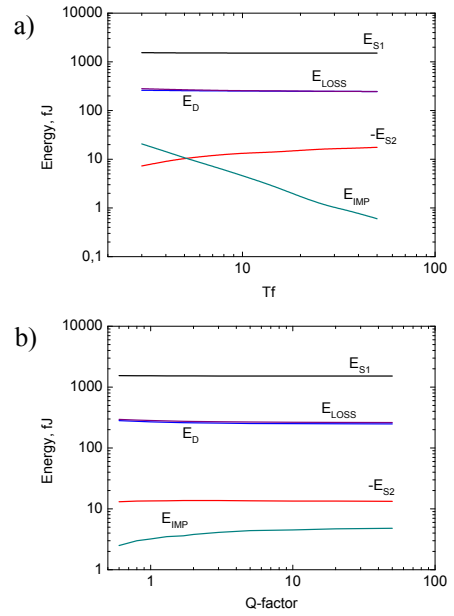 a)
10000
1000
100
10
1
0,1
Energy, fJ
E_S1
E_LOSS
E_D
-E_S2
E_IMP
10
100
Tf
b)
10000
1000
100
10
1
Energy, fJ
E_S1
E_LOSS
E_D
-E_S2
E_IMP
1
10
100
Q-factor